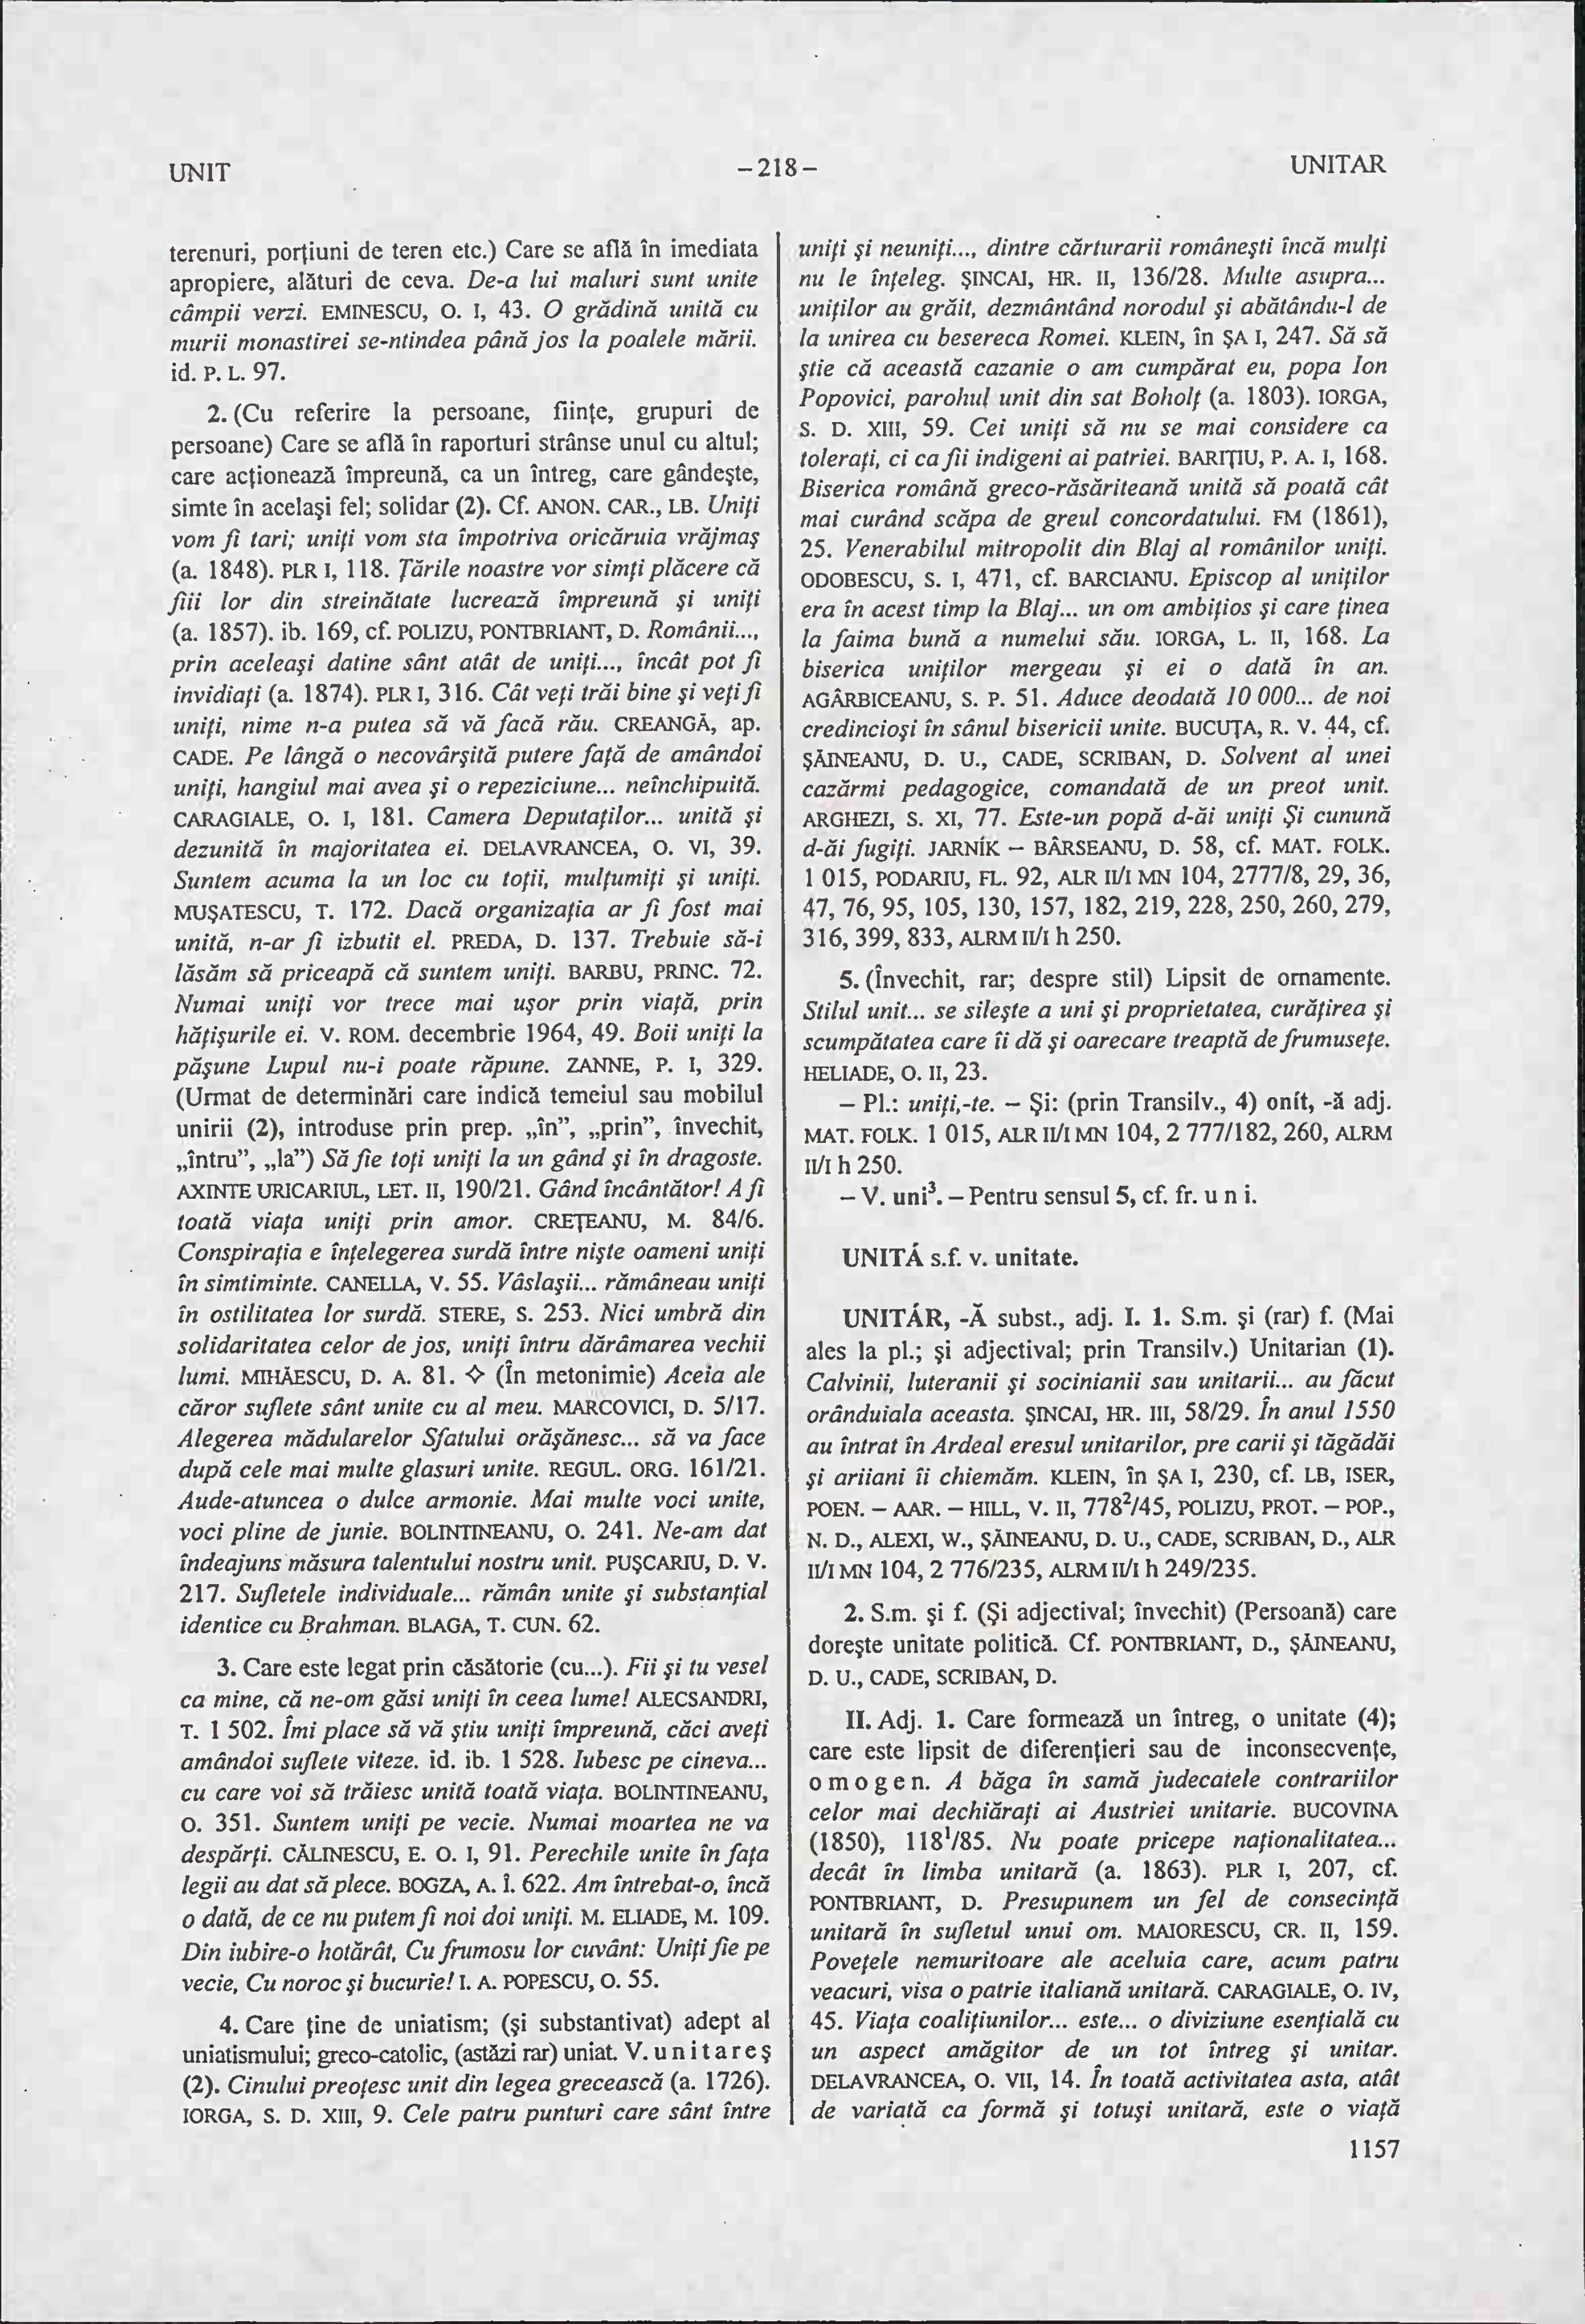 UNIT
–218–
UNITAR
terenuri, porţiuni de teren etc.) Care se află în imediata
apropiere, alături de ceva. De-a lui maluri sunt unite
câmpii verzi. EMINESCU, O. I, 43. O grădină unită cu
murii monastirei se-ntindea până jos la poalele mării.
id. P. L. 97.
2. (Cu referire la persoane, fiinţe, grupuri de
persoane) Care se află în raporturi strânse unul cu altul;
care acţionează împreună, ca un întreg, care gândeşte,
simte în acelaşi fel; solidar (2). Cf. ANON. CAR., LB. Uniţi
vom fi tari; uniţi vom sta împotriva oricăruia vrăjmaş
(a. 1848). PLR I, 118. Ţările noastre vor simţi plăcere că
fiii lor din streinătate lucrează împreună şi uniţi
(a. 1857). ib. 169, cf. POLIZU, PONTBRIANT, D. Românii...,
prin aceleaşi datine sânt atât de uniţi..., încât pot fi
invidiaţi (a. 1874). PLR I, 316. Cât veţi trăi bine şi veţi fi
uniţi, nime n-a putea să vă facă rău. CREANGĂ, ap.
CADE. Pe lângă o necovârşită putere faţă de amândoi
uniţi, hangiul mai avea şi o repeziciune... neînchipuită.
CARAGIALE, O. I, 181. Camera Deputaţilor... unită şi
dezunită în majoritatea ei. DELAVRANCEA, O. VI, 39.
Suntem acuma la un loc cu toţii, mulţumiţi şi uniţi.
MUŞATESCU, T. 172. Dacă organizaţia ar fi fost mai
unită, n-ar fi izbutit el. PREDA, D. 137. Trebuie să-i
lăsăm să priceapă că suntem uniţi. BARBU, PRINC. 72.
Numai uniţi vor trece mai uşor prin viaţă, prin
hăţişurile ei. V. ROM. decembrie 1964, 49. Boii uniţi la
păşune Lupul nu-i poate răpune. ZANNE, P. I, 329.
(Urmat de determinări care indică temeiul sau mobilul
unirii (2), introduse prin prep. „în”, „prin”, învechit,
„întru”, „la”) Să fie toţi uniţi la un gând şi în dragoste.
AXINTE URICARIUL, LET. II, 190/21. Gând încântător! A fi
toată viaţa uniţi prin amor. CREŢEANU, M. 84/6.
Conspiraţia e înţelegerea surdă între nişte oameni uniţi
în simtiminte. CANELLA, V. 55. Vâslaşii... rămâneau uniţi
în ostilitatea lor surdă. STERE, S. 253. Nici umbră din
solidaritatea celor de jos, uniţi întru dărâmarea vechii
lumi. MIHĂESCU, D. A. 81. ◇ (În metonimie) Aceia ale
căror suflete sânt unite cu al meu. MARCOVICI, D. 5/17.
Alegerea mădularelor Sfatului orăşănesc... să va face
după cele mai multe glasuri unite. REGUL. ORG. 161/21.
Aude-atuncea o dulce armonie. Mai multe voci unite,
voci pline de junie. BOLINTINEANU, O. 241. Ne-am dat
îndeajuns măsura talentului nostru unit. PUŞCARIU, D. V.
217. Sufletele individuale... rămân unite şi substanţial
identice cu Brahman. BLAGA, T. CUN. 62.
3. Care este legat prin căsătorie (cu...). Fii şi tu vesel
ca mine, că ne-om găsi uniţi în ceea lume! ALECSANDRI,
T. 1 502. Îmi place să vă ştiu uniţi împreună, căci aveţi
amândoi suflete viteze. id. ib. 1 528. Iubesc pe cineva...
cu care voi să trăiesc unită toată viaţa. BOLINTINEANU,
O. 351. Suntem uniţi pe vecie. Numai moartea ne va
despărţi. CĂLINESCU, E. O. I, 91. Perechile unite în faţa
legii au dat să plece. BOGZA, A. Î. 622. Am întrebat-o, încă
o dată, de ce nu putem fi noi doi uniţi. M. ELIADE, M. 109.
Din iubire-o hotărât, Cu frumosu lor cuvânt: Uniţi fie pe
vecie, Cu noroc şi bucurie! I. A. POPESCU, O. 55.
4. Care ţine de uniatism; (şi substantivat) adept al
uniatismului; greco-catolic, (astăzi rar) uniat. V. u n i t a r e ş
(2). Cinului preoţesc unit din legea grecească (a. 1726).
IORGA, S. D. XIII, 9. Cele patru punturi care sânt între
uniţi şi neuniţi..., dintre cărturarii româneşti încă mulţi
nu le înţeleg. ŞINCAI, HR. II, 136/28. Multe asupra...
uniţilor au grăit, dezmântând norodul şi abătându-l de
la unirea cu besereca Romei. KLEIN, în ŞA I, 247. Să să
ştie că această cazanie o am cumpărat eu, popa Ion
Popovici, parohul unit din sat Boholţ (a. 1803). IORGA,
S. D. XIII, 59. Cei uniţi să nu se mai considere ca
toleraţi, ci ca fii indigeni ai patriei. BARIŢIU, P. A. I, 168.
Biserica română greco-răsăriteană unită să poată cât
mai curând scăpa de greul concordatului. FM (1861),
25. Venerabilul mitropolit din Blaj al românilor uniţi.
ODOBESCU, S. I, 471, cf. BARCIANU. Episcop al uniţilor
era în acest timp la Blaj... un om ambiţios şi care ţinea
la faima bună a numelui său. IORGA, L. II, 168. La
biserica uniţilor mergeau şi ei o dată în an.
AGÂRBICEANU, S. P. 51. Aduce deodată 10 000... de noi
credincioşi în sânul bisericii unite. BUCUŢA, R. V. 44, cf.
ŞĂINEANU, D. U., CADE, SCRIBAN, D. Solvent al unei
cazărmi pedagogice, comandată de un preot unit.
ARGHEZI, S. XI, 77. Este-un popă d-ăi uniţi Şi cunună
d-ăi fugiţi. JARNÍK – BÂRSEANU, D. 58, cf. MAT. FOLK.
1 015, PODARIU, FL. 92, ALR II/I MN 104, 2777/8, 29, 36,
47, 76, 95, 105, 130, 157, 182, 219, 228, 250, 260, 279,
316, 399, 833, ALRM II/I h 250.
5. (Învechit, rar; despre stil) Lipsit de ornamente.
Stilul unit... se sileşte a uni şi proprietatea, curăţirea şi
scumpătatea care îi dă şi oarecare treaptă de frumuseţe.
HELIADE, O. II, 23.
– Pl.: uniţi,-te. – Şi: (prin Transilv., 4) onít, -ă adj.
MAT. FOLK. 1 015, ALR II/I MN 104, 2 777/182, 260, ALRM
II/I h 250.
– V. uni³. – Pentru sensul 5, cf. fr. u n i.
UNITÁ s.f. v. unitate.
UNITÁR, -Ă subst., adj. I. 1. S.m. şi (rar) f. (Mai
ales la pl.; şi adjectival; prin Transilv.) Unitarian (1).
Calvinii, luteranii şi socinianii sau unitarii... au făcut
orânduiala aceasta. ŞINCAI, HR. III, 58/29. În anul 1550
au întrat în Ardeal eresul unitarilor, pre carii şi tăgădăi
şi ariiani îi chiemăm. KLEIN, în ŞA I, 230, cf. LB, ISER,
POEN. – AAR. – HILL, V. II, 778²/45, POLIZU, PROT. – POP.,
N. D., ALEXI, W., ŞĂINEANU, D. U., CADE, SCRIBAN, D., ALR
II/I MN 104, 2 776/235, ALRM II/I h 249/235.
2. S.m. şi f. (Şi adjectival; învechit) (Persoană) care
doreşte unitate politică. Cf. PONTBRIANT, D., ŞĂINEANU,
D. U., CADE, SCRIBAN, D.
II. Adj. 1. Care formează un întreg, o unitate (4);
care este lipsit de diferenţieri sau de inconsecvenţe,
o m o g e n. A băga în samă judecatele contrariilor
celor mai dechiăraţi ai Austriei unitarie. BUCOVINA
(1850), 118¹/85. Nu poate pricepe naţionalitatea...
decât în limba unitară (a. 1863). PLR I, 207, cf.
PONTBRIANT, D. Presupunem un fel de consecinţă
unitară în sufletul unui om. MAIORESCU, CR. II, 159.
Poveţele nemuritoare ale aceluia care, acum patru
veacuri, visa o patrie italiană unitară. CARAGIALE, O. IV,
45. Viaţa coaliţiunilor... este... o diviziune esenţială cu
un aspect amăgitor de un tot întreg şi unitar.
DELAVRANCEA, O. VII, 14. În toată activitatea asta, atât
de variată ca formă şi totuşi unitară, este o viaţă
1157